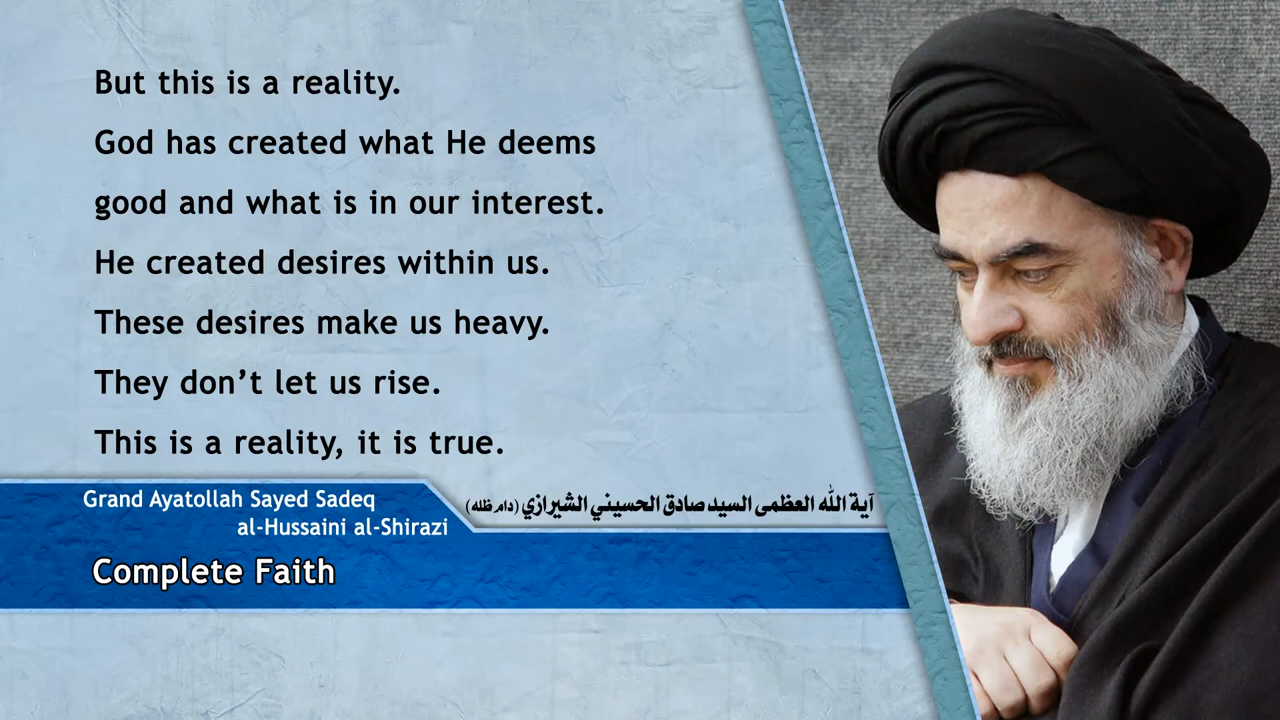 But this is a reality.
God has created what He deems
good and what is in our interest.
He created desires within us.
These desires make us heavy.
They don’t let us rise.
This is a reality, it is true.
Grand Ayatollah Sayed Sadeq
al-Hussaini al-Shirazi
آية الله العظمى السيد صادق الحسيني الشيرازي (دام ظله)
Complete Faith